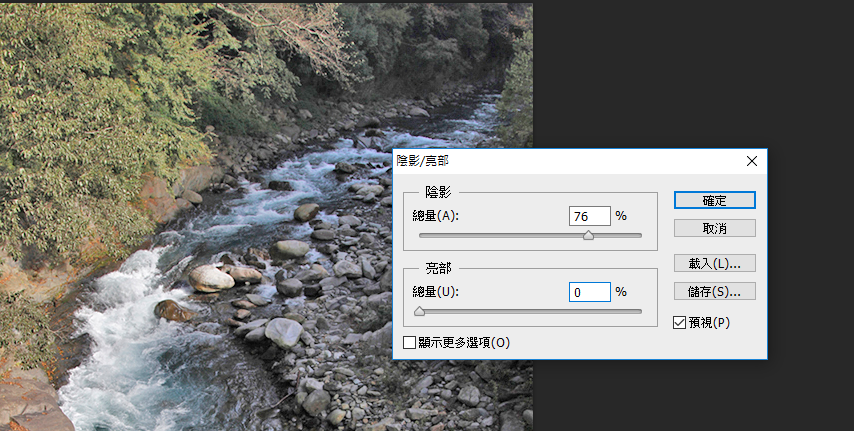 陰影/亮部
陰影
總量(A): 76 %
亮部
總量(U): 0 %
顯示更多選項(O)
確定
取消
載入(L)...
儲存(S)...
預視(P)